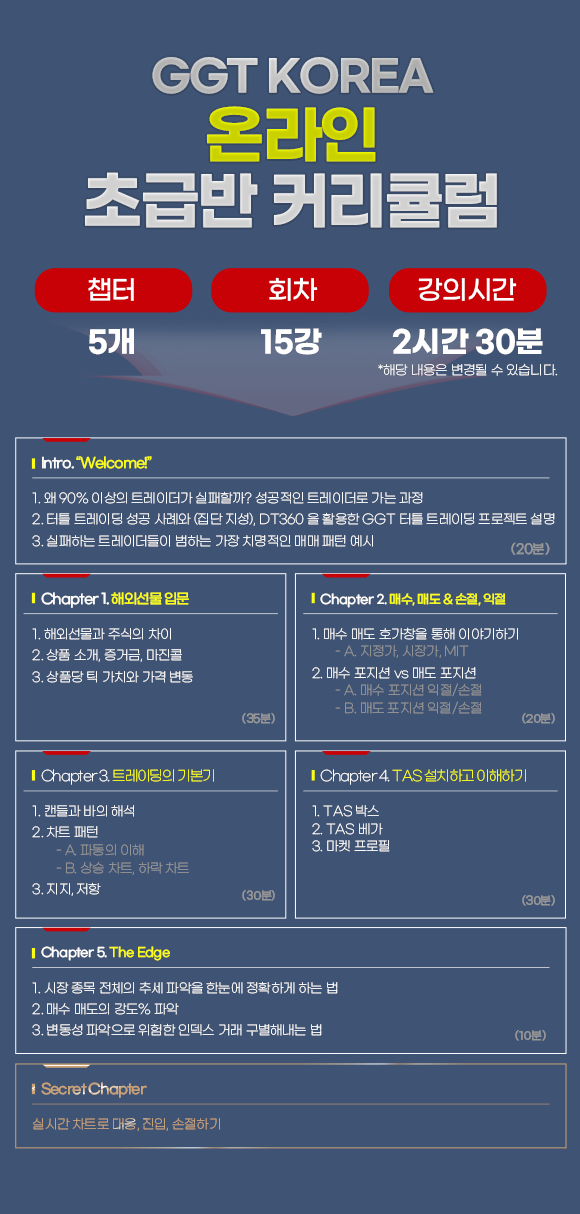 GGT KOREA
온라인
초급반 커리큘럼
챕터
회차
강의시간
5개
15강
2시간 30분
*해당 내용은 변경될 수 있습니다.
Intro. “Welcome!”
1. 왜 90% 이상의 트레이더가 실패할까? 성공적인 트레이더로 가는 과정
2. 터틀 트레이딩 성공 사례와 (집단 지성), DT360 을 활용한 GGT 터틀 트레이딩 프로젝트 설명
3. 실패하는 트레이더들이 범하는 가장 치명적인 매매 패턴 예시
(20분)
Chapter 1. 해외선물 입문
1. 해외선물과 주식의 차이
2. 상품 소개, 증거금, 마진콜
3. 상품당 틱 가치와 가격 변동
(35분)
Chapter 2. 매수, 매도 & 손절, 익절
1. 매수 매도 호가창을 통해 이야기하기
- A. 지정가, 시장가, MIT
2. 매수 포지션 vs 매도 포지션
- A. 매수 포지션 익절/손절
- B. 매도 포지션 익절/손절
(20분)
Chapter 3. 트레이딩의 기본기
1. 캔들과 바의 해석
2. 차트 패턴
- A. 파동의 이해
- B. 상승 차트, 하락 차트
3. 지지, 저항
(30분)
Chapter 4. TAS 설치하고 이해하기
1. TAS 박스
2. TAS 베가
3. 마켓 프로필
(30분)
Chapter 5. The Edge
1. 시장 종목 전체의 추세 파악을 한눈에 정확하게 하는 법
2. 매수 매도의 강도% 파악
3. 변동성 파악으로 위험한 인덱스 거래 구별해내는 법
(10분)
Secret Chapter
실시간 차트로 대응, 진입, 손절하기